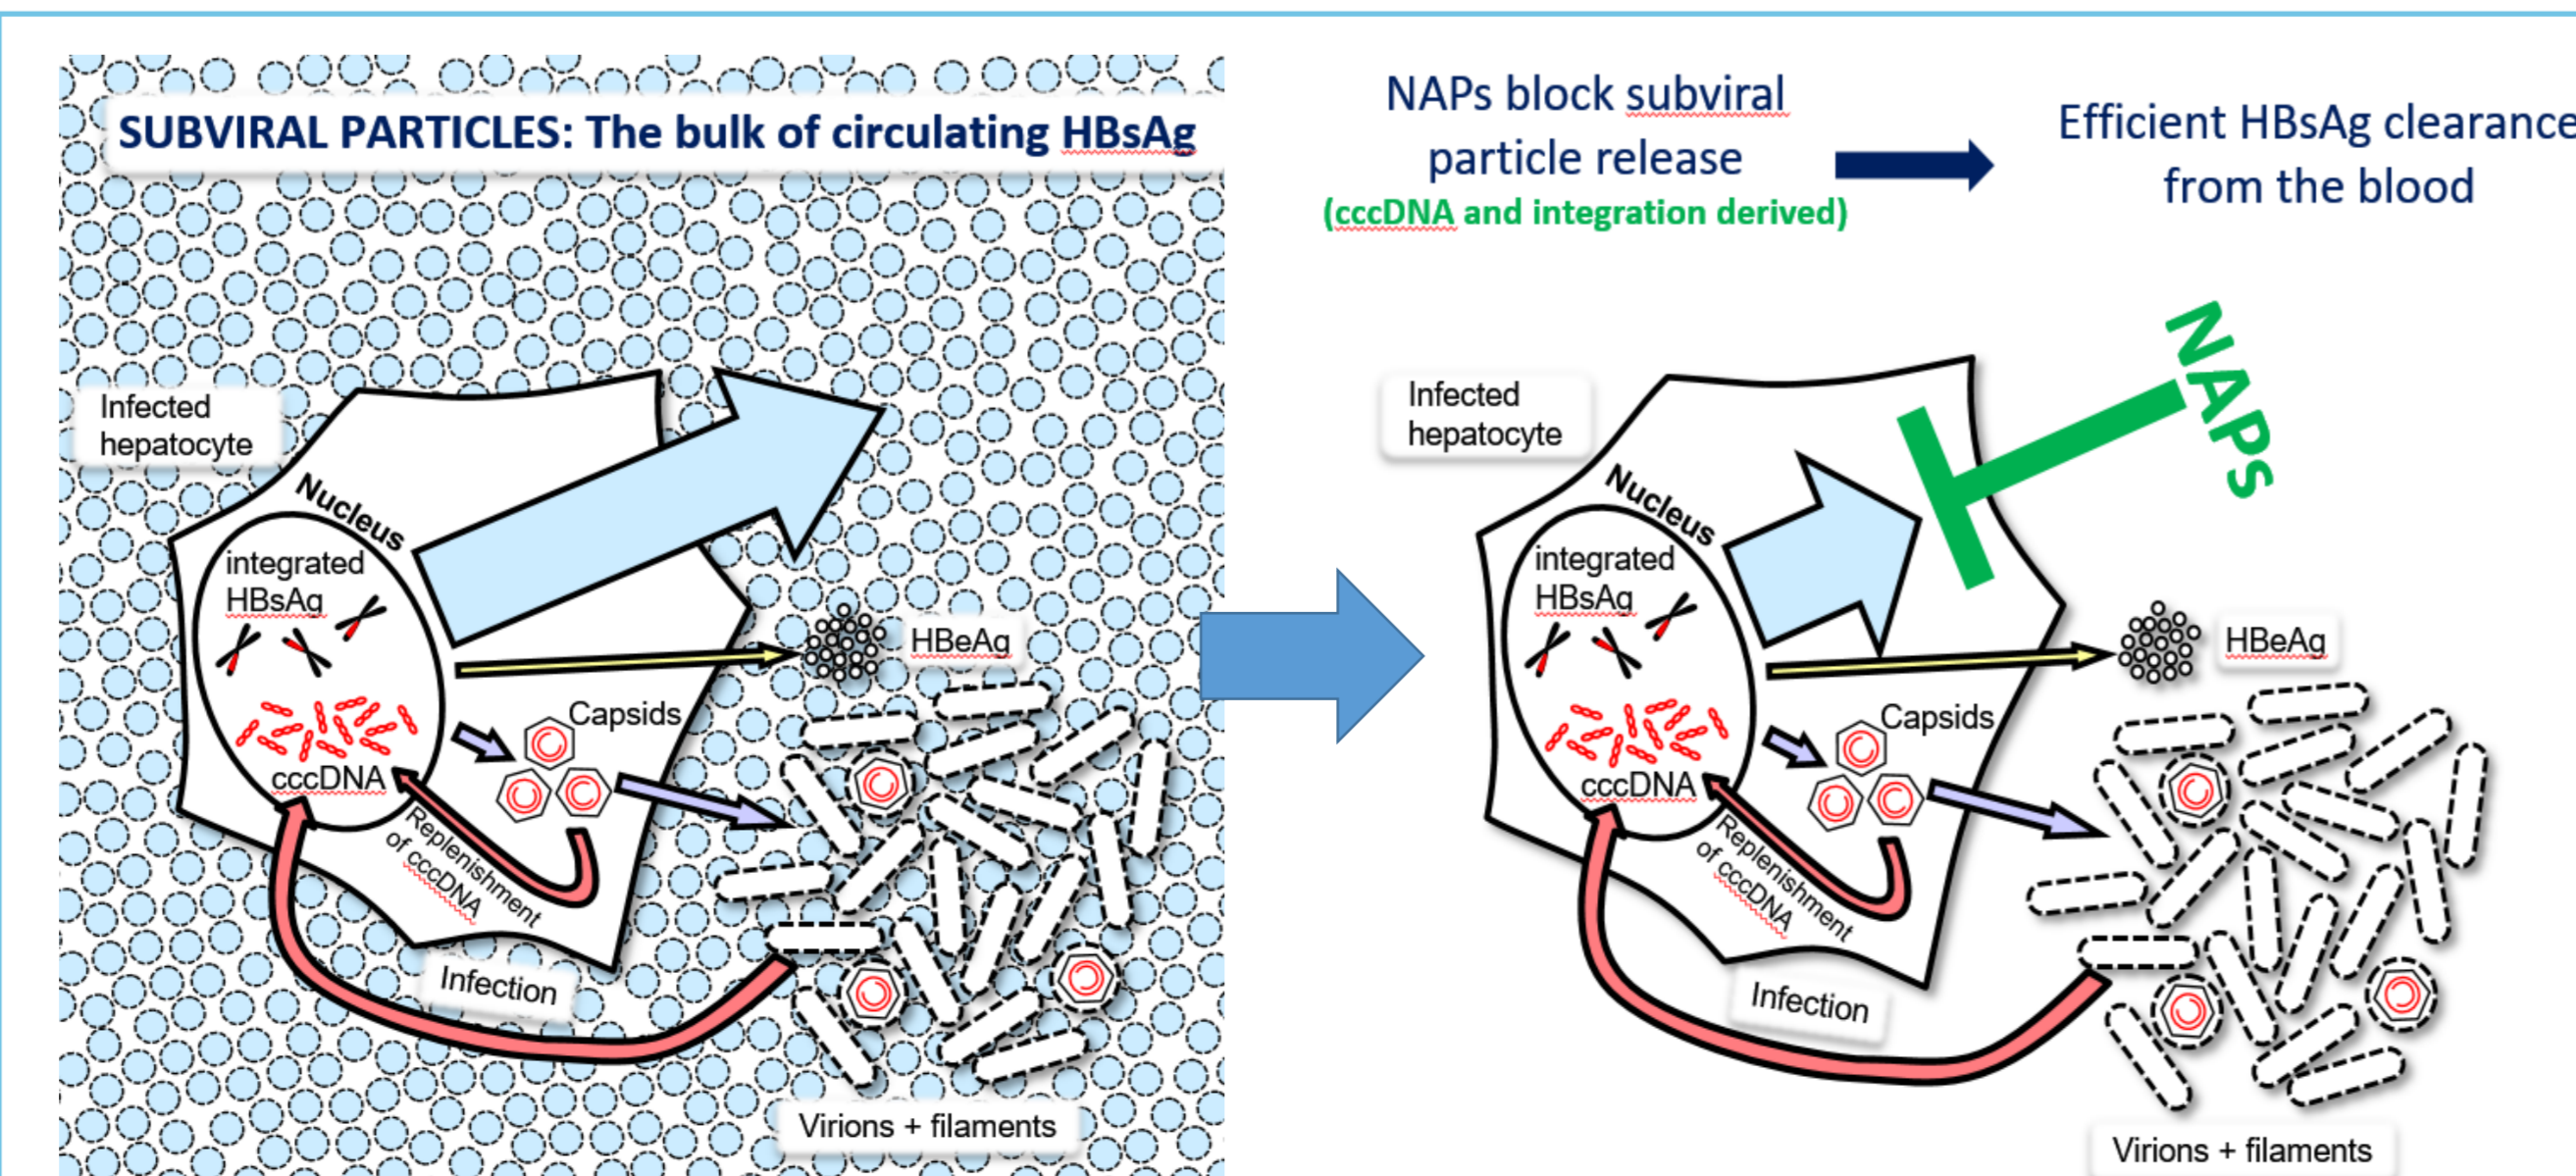 SUBVIRAL PARTICLES: The bulk of circulating HBsAg
Infected
hepatocyte
Nucleus
integrated
HBsAg
cccDNA
Capsids
HBeAg
Replenishment
of cccDNA
Infection
Virions + filaments
NAPs block subviral
particle release
(cccDNA and integration derived)
Efficient HBsAg clearance
from the blood
NAPs
Infected
hepatocyte
Nucleus
integrated
HBsAg
cccDNA
Capsids
HBeAg
Replenishment
of cccDNA
Infection
Virions + filaments